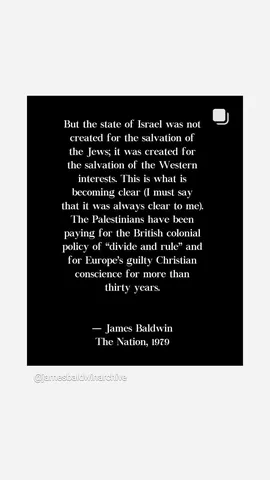 But the state of Israel was not
created for the salvation of
the Jews; it was created for
the salvation of the Western
interests. This is what is
becoming clear (I must say
that it was always clear to me).
The Palestinians have been
paying for the British colonial
policy of “divide and rule” and
for Europe’s guilty Christian
conscience for more than
thirty years.
— James Baldwin
The Nation, 1979
@jamesbaldwinarchive